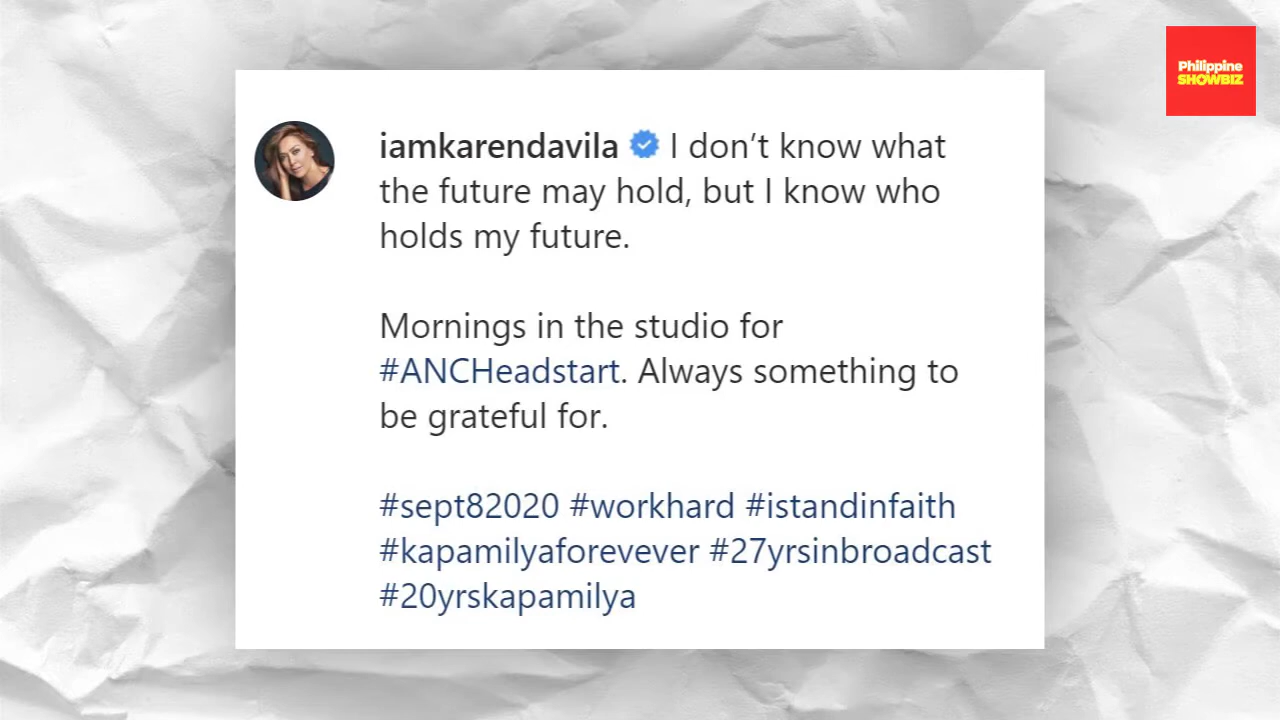 Philippine
SHOWBIZ
iamkarendavila I don’t know what
the future may hold, but I know who
holds my future.
Mornings in the studio for
#ANCHeadstart. Always something to
be grateful for.
#sept82020 #workhard #istandinfaith
#kapamilyaforevever #27yrsinbroadcast
#20yrskapamilya